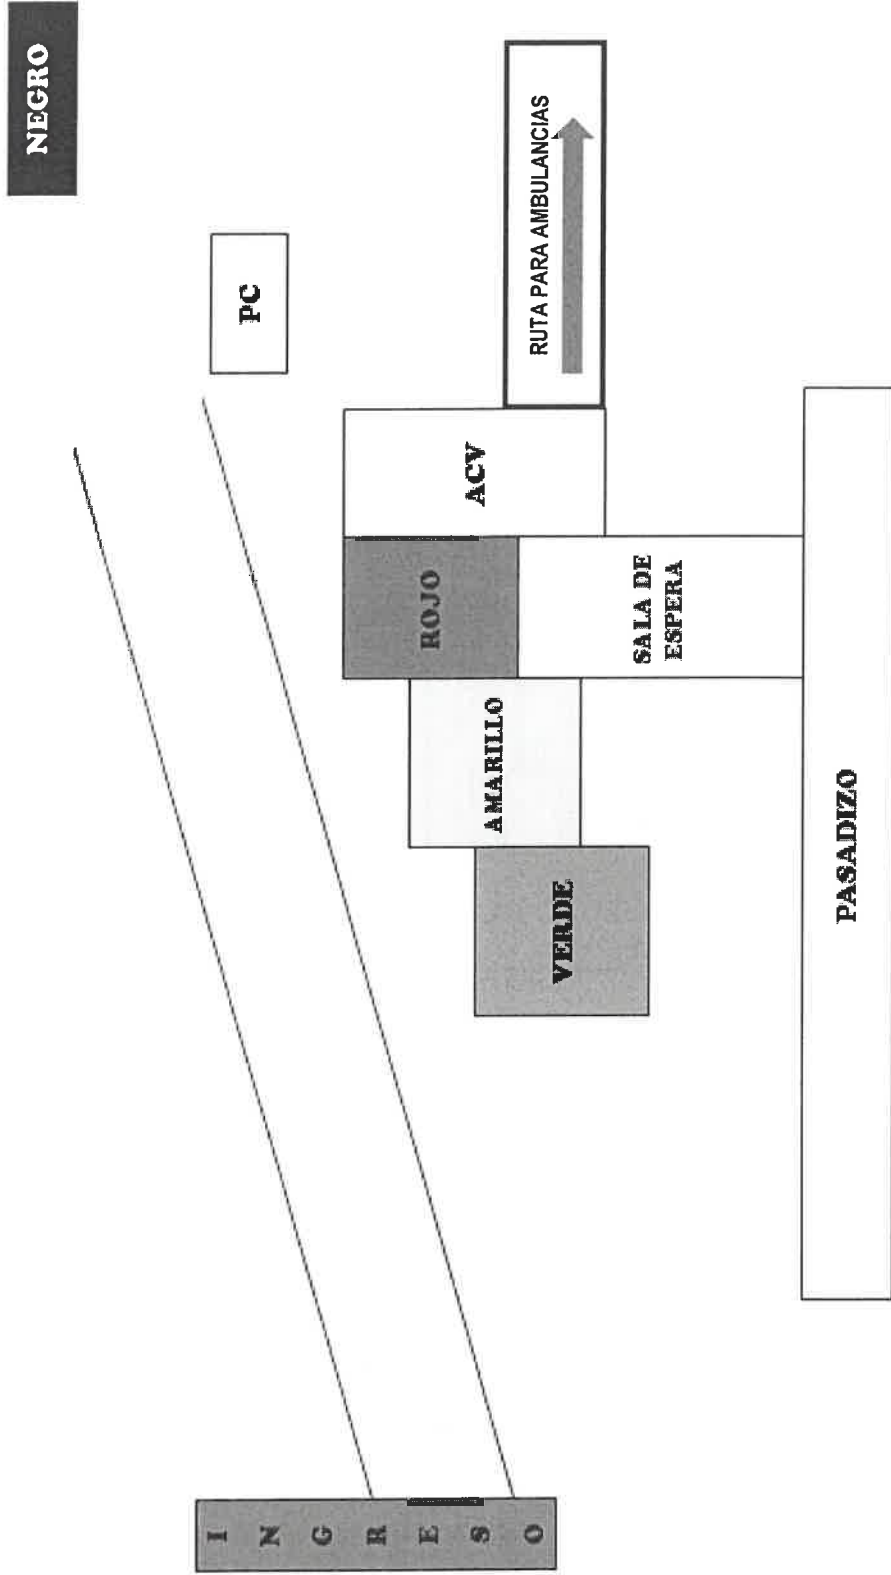 NEGRO
PC
RUTA PARA AMBULANCIAS
ACV
ROJO
SALA DE
ESPERA
AMARILLO
VERDE
PASADIZO
INGRESO